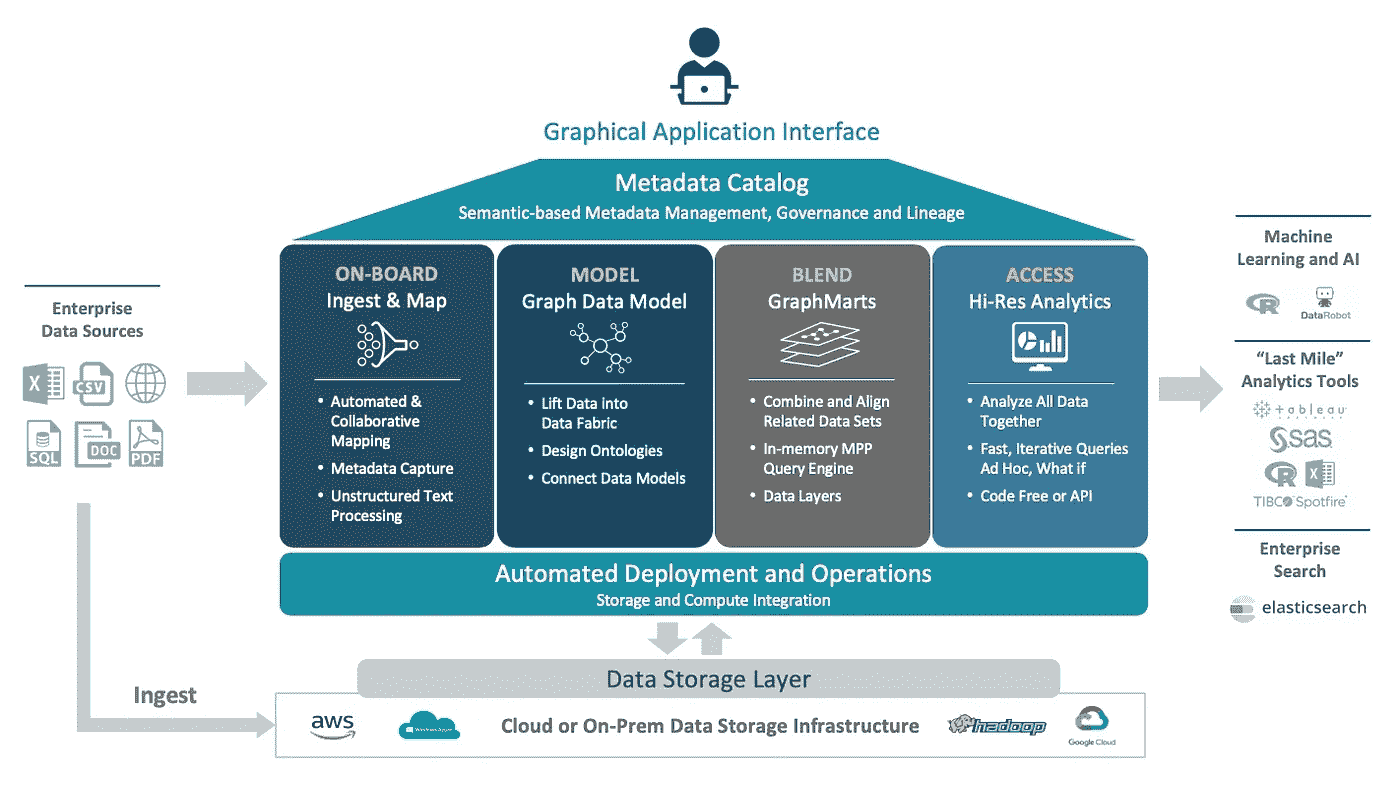 Graphical Application Interface
Metadata Catalog
Semantic-based Metadata Management, Governance and Lineage
Enterprise
Data Sources
X
CSV
SQL
DOC
PDF
ON-BOARD
Ingest & Map
• Automated &
Collaborative
Mapping
• Metadata Capture
• Unstructured Text
Processing
MODEL
Graph Data Model
• Lift Data into
Data Fabric
• Design Ontologies
• Connect Data Models
BLEND
GraphMarts
• Combine and Align
Related Data Sets
• In-memory MPP
Query Engine
• Data Layers
ACCESS
Hi-Res Analytics
• Analyze All Data
Together
• Fast, Iterative Queries
Ad Hoc, What if
• Code Free or API
Machine
Learning and AI
R
DataRobot
“Last Mile”
Analytics Tools
tableau
sas
R
X
TIBCO Spotfire
Enterprise
Search
elasticsearch
Automated Deployment and Operations
Storage and Compute Integration
Data Storage Layer
Ingest
aws
Windows Azure
Cloud or On-Prem Data Storage Infrastructure
hadoop
Google Cloud